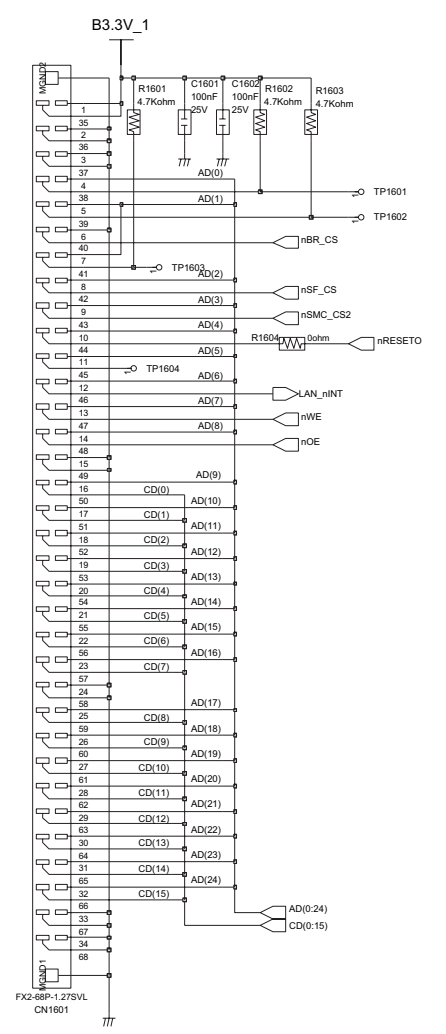 B3.3V_1
MGND2
R1601
4.7Kohm
C1601
100nF
25V
C1602
100nF
25V
R1602
4.7Kohm
R1603
4.7Kohm
1
35
2
36
3
37
AD(0)
4
TP1601
38
AD(1)
5
TP1602
39
6
nBR_CS
40
7
TP1603
41
AD(2)
8
nSF_CS
42
AD(3)
9
nSMC_CS2
43
AD(4)
10
R1604
0ohm
nRESETO
44
AD(5)
11
TP1604
45
AD(6)
12
LAN_nINT
46
AD(7)
13
nWE
47
AD(8)
14
nOE
48
15
49
AD(9)
16
CD(0)
50
AD(10)
17
CD(1)
51
AD(11)
18
CD(2)
52
AD(12)
19
CD(3)
53
AD(13)
20
CD(4)
54
AD(14)
21
CD(5)
55
AD(15)
22
CD(6)
56
AD(16)
23
CD(7)
57
24
58
AD(17)
25
CD(8)
59
AD(18)
26
CD(9)
60
AD(19)
27
CD(10)
61
AD(20)
28
CD(11)
62
AD(21)
29
CD(12)
63
AD(22)
30
CD(13)
64
AD(23)
31
CD(14)
65
AD(24)
32
CD(15)
66
AD(0:24)
33
CD(0:15)
67
34
68
MGND1
FX2-68P-1.27SVL
CN1601